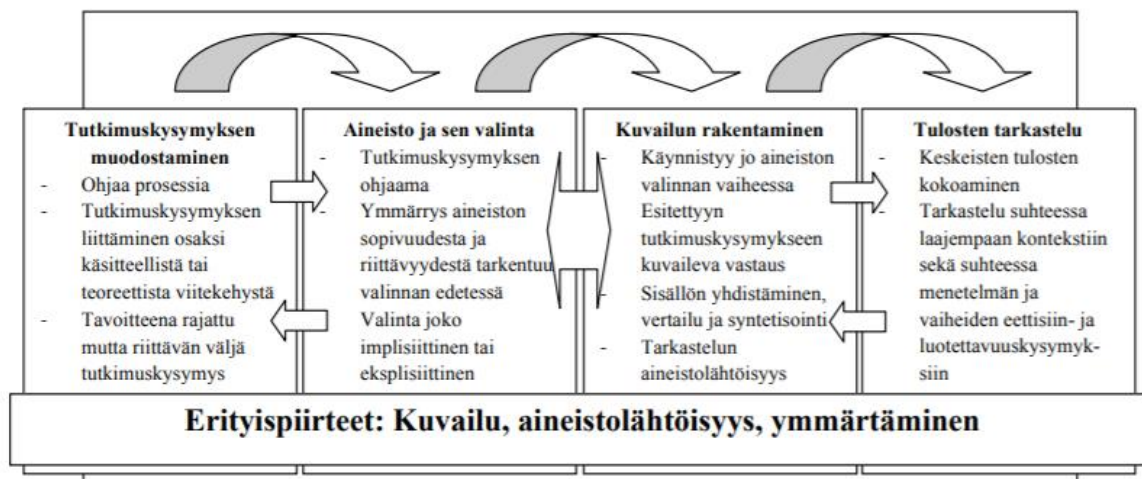 Tutkimuskysymyksen
muodostaminen
- Ohjaa prosessia
- Tutkimuskysymyksen
liittäminen osaksi
käsitteellistä tai
teoreettista viitekehystä
- Tavoitteena rajattu
mutta riittävän väljä
tutkimuskysymys
Aineisto ja sen valinta
- Tutkimuskysymyksen
ohjaama
- Ymmärrys aineiston
sopivuudesta ja
riittävyydestä tarkentuu
valinnan edetessä
- Valinta joko
implisiittinen tai
eksplisiittinen
Kuvailun rakentaminen
- Käynnistyy jo aineiston
valinnan vaiheessa
Esitettyyn
tutkimuskysymykseen
kuvaileva vastaus
- Sisällön yhdistäminen,
vertailu ja syntetisointi
- Tarkastelun
aineistolähtöisyys
Tulosten tarkastelu
- Keskeisten tulosten
kokoaminen
- Tarkastelu suhteessa
laajempaan kontekstiin
sekä suhteessa
menetelmän ja
vaiheiden eettisiin- ja
luotettavuuskysymyk-
siin
Erityispiirteet: Kuvailu, aineistolähtöisyys, ymmärtäminen